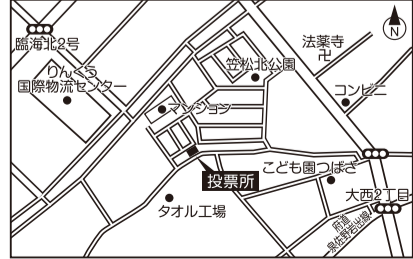 臨海北2号
N
法薬寺
卍
りんくう
国際物流センター
笠松北公園
コンビニ
マンション
こども園つばさ
投票所
大西2丁目
タオル工場
府道
泉佐野岩出線